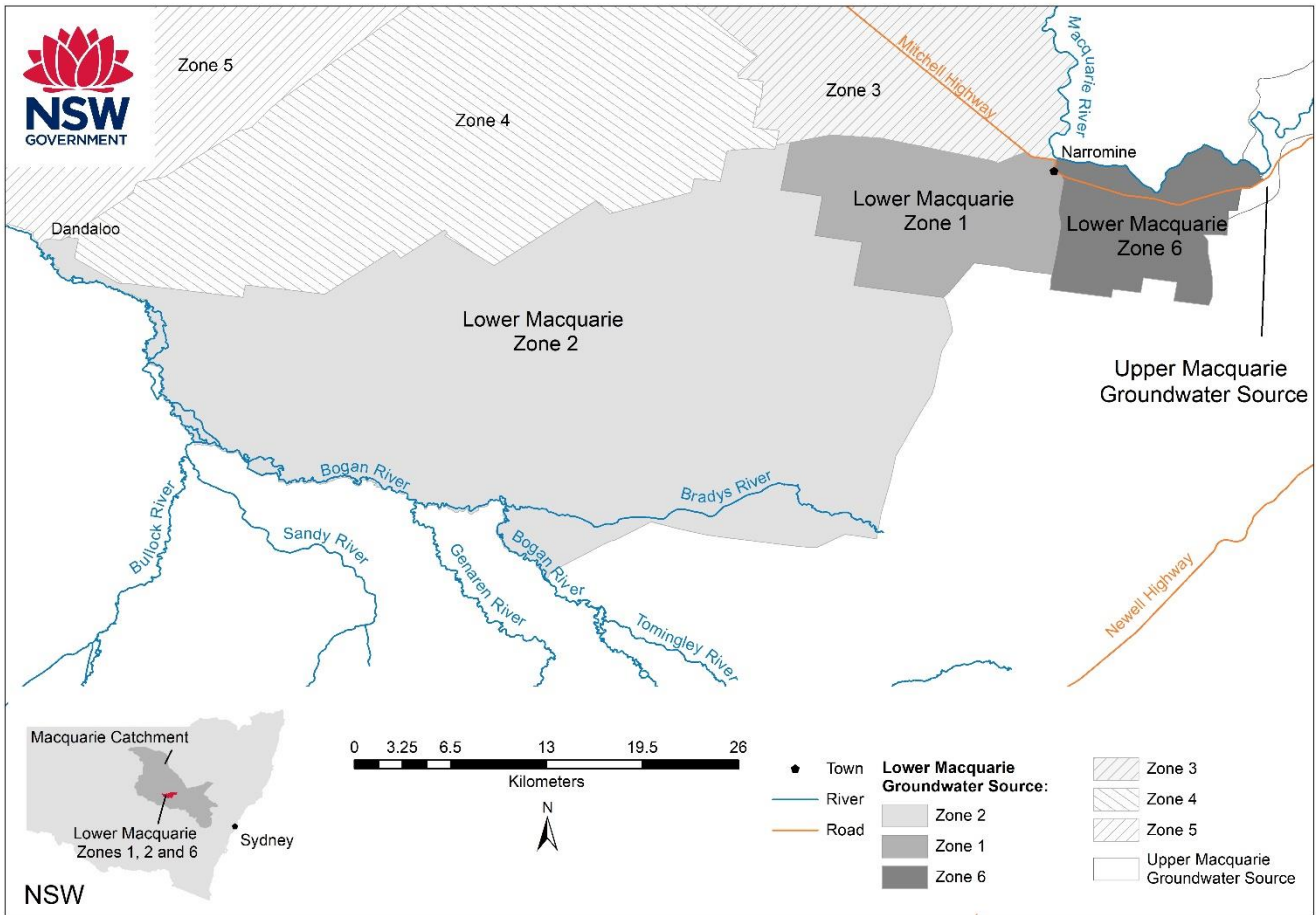 NSW
GOVERNMENT
Zone 5
Zone 4
Zone 3
Mitchell Highway
Macquarie River
Narromine
Lower Macquarie
Zone 1
Lower Macquarie
Zone 6
Dandaloo
Lower Macquarie
Zone 2
Upper Macquarie
Groundwater Source
Bogan River
Bradys River
Bullock River
Sandy River
Genaren River
Bogan River
Tomingley River
Newell Highway
Macquarie Catchment
Lower Macquarie
Zones 1, 2 and 6
Sydney
NSW
0 3.25 6.5 13 19.5 26
Kilometers
N
Town
River
Road
Lower Macquarie
Groundwater Source:
Zone 2
Zone 1
Zone 6
Zone 3
Zone 4
Zone 5
Upper Macquarie
Groundwater Source